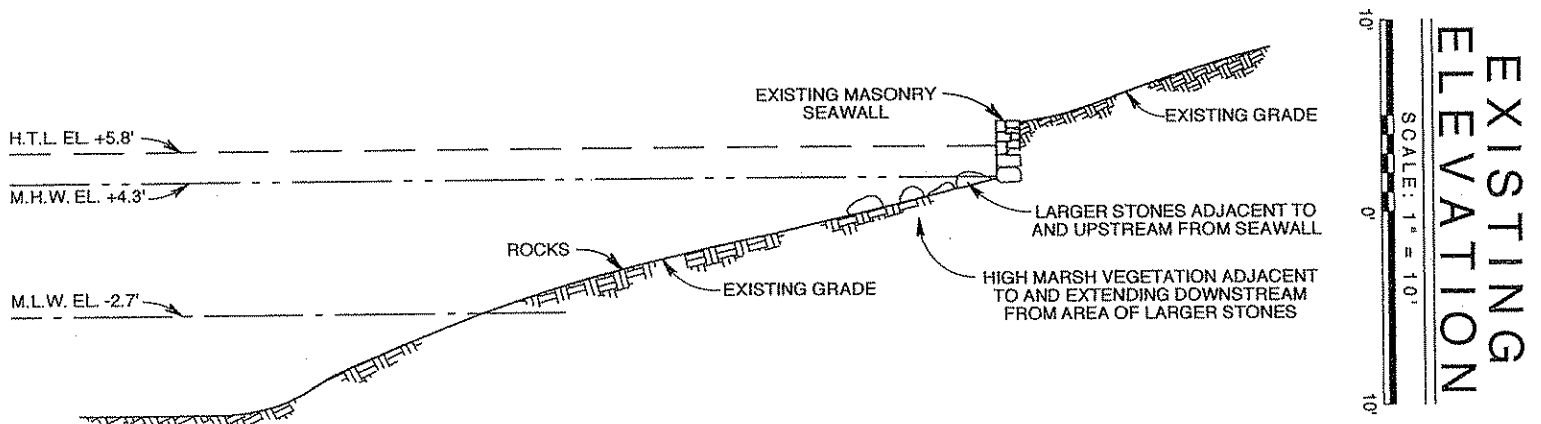 EXISTING MASONRY
SEAWALL
EXISTING GRADE
H.T.L. EL. +5.8'
M.H.W. EL. +4.3'
LARGER STONES ADJACENT TO
AND UPSTREAM FROM SEAWALL
ROCKS
EXISTING GRADE
HIGH MARSH VEGETATION ADJACENT
TO AND EXTENDING DOWNSTREAM
FROM AREA OF LARGER STONES
M.L.W. EL. -2.7'
EXISTING
ELEVATION
SCALE: 1" = 10'
10'
0'
10'